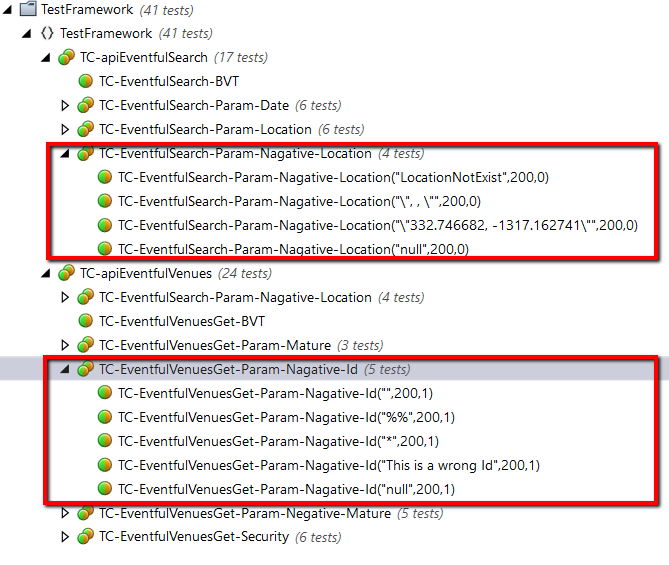 TestFramework (41 tests)
TestFramework (41 tests)
TC-apiEventfulSearch (17 tests)
TC-EventfulSearch-BVT
TC-EventfulSearch-Param-Date (6 tests)
TC-EventfulSearch-Param-Location (6 tests)
TC-EventfulSearch-Param-Nagative-Location (4 tests)
TC-EventfulSearch-Param-Nagative-Location("LocationNotExist",200,0)
TC-EventfulSearch-Param-Nagative-Location("\", , \"",200,0)
TC-EventfulSearch-Param-Nagative-Location("\"332.746682, -1317.162741\"",200,0)
TC-EventfulSearch-Param-Nagative-Location("null",200,0)
TC-apiEventfulVenues (24 tests)
TC-EventfulSearch-Param-Nagative-Location (4 tests)
TC-EventfulVenuesGet-BVT
TC-EventfulVenuesGet-Param-Mature (3 tests)
TC-EventfulVenuesGet-Param-Nagative-Id (5 tests)
TC-EventfulVenuesGet-Param-Nagative-Id("",200,1)
TC-EventfulVenuesGet-Param-Nagative-Id("%%",200,1)
TC-EventfulVenuesGet-Param-Nagative-Id("*",200,1)
TC-EventfulVenuesGet-Param-Nagative-Id("This is a wrong Id",200,1)
TC-EventfulVenuesGet-Param-Nagative-Id("null",200,1)
TC-EventfulVenuesGet-Param-Negative-Mature (5 tests)
TC-EventfulVenuesGet-Security (6 tests)